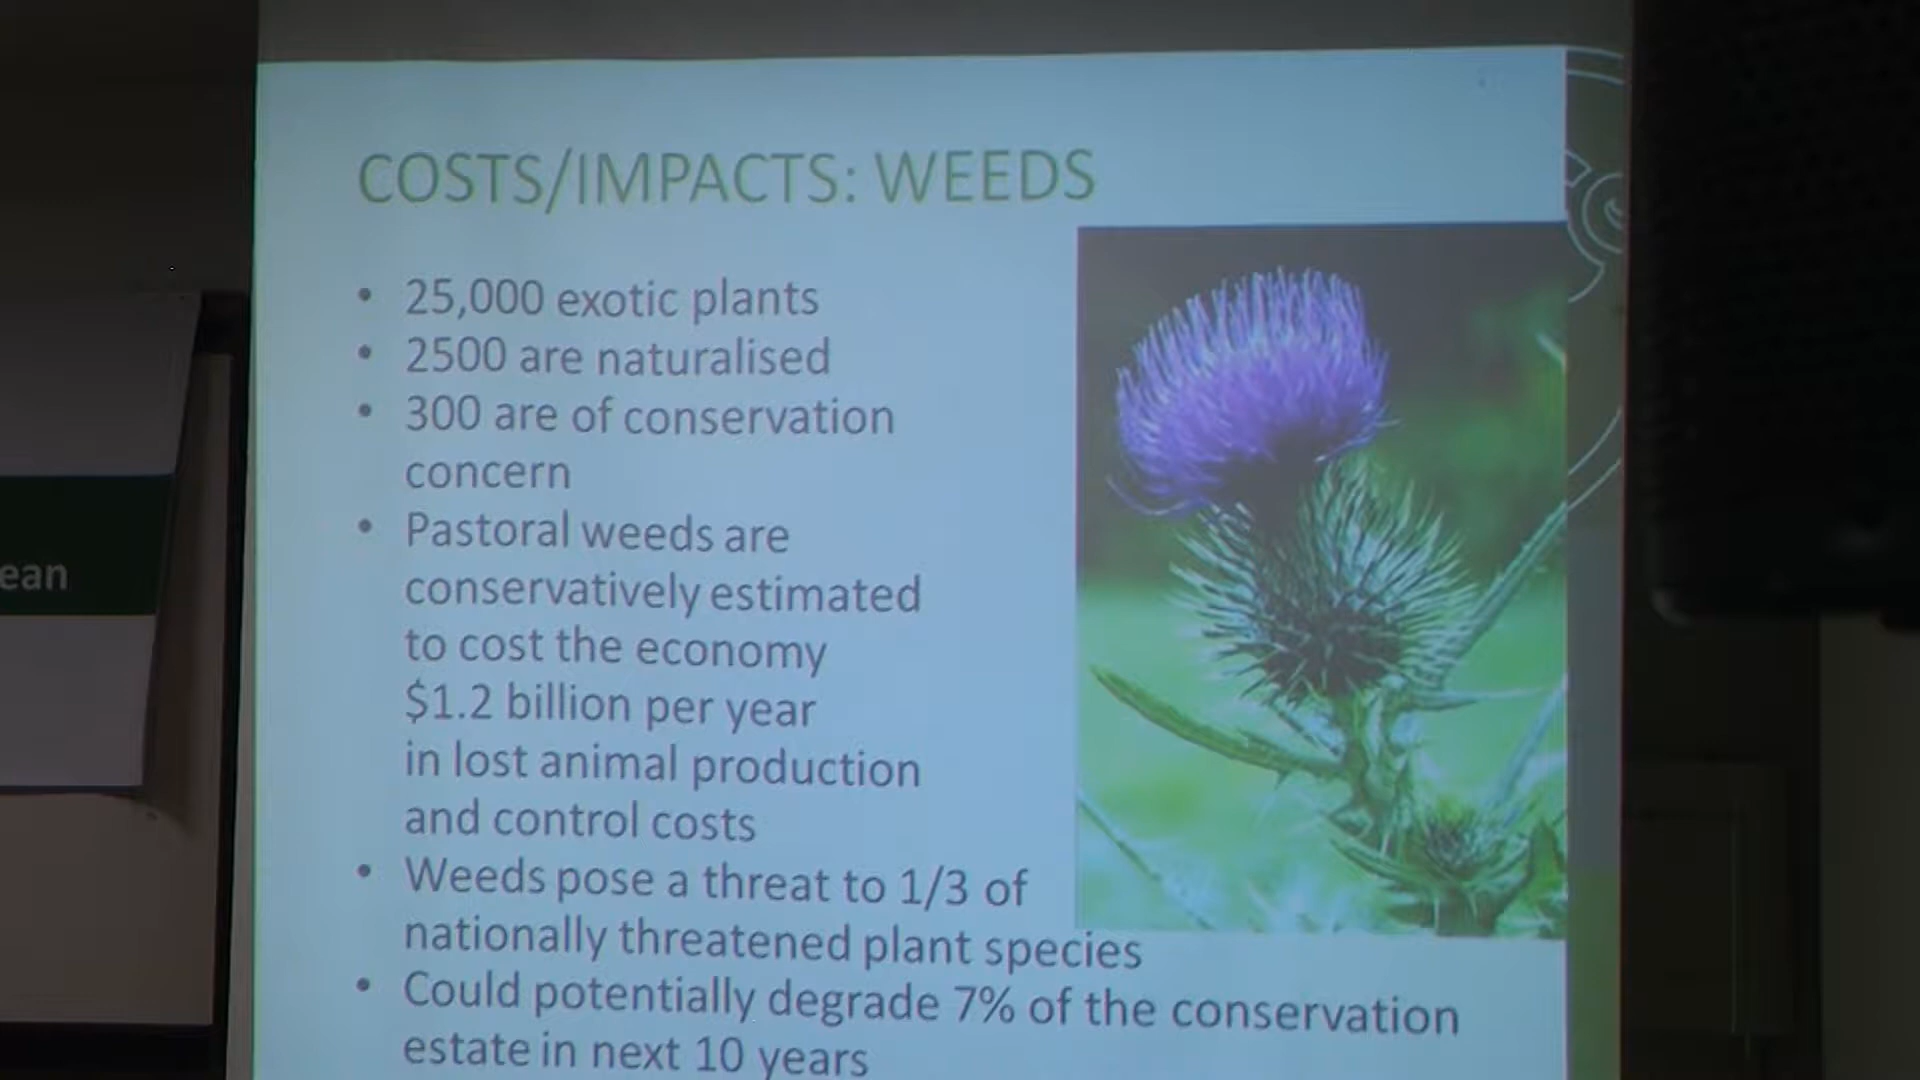 COSTS/IMPACTS: WEEDS
• 25,000 exotic plants
• 2500 are naturalised
• 300 are of conservation
concern
• Pastoral weeds are
conservatively estimated
to cost the economy
$1.2 billion per year
in lost animal production
and control costs
• Weeds pose a threat to 1/3 of
nationally threatened plant species
• Could potentially degrade 7% of the conservation
estate in next 10 years
ean